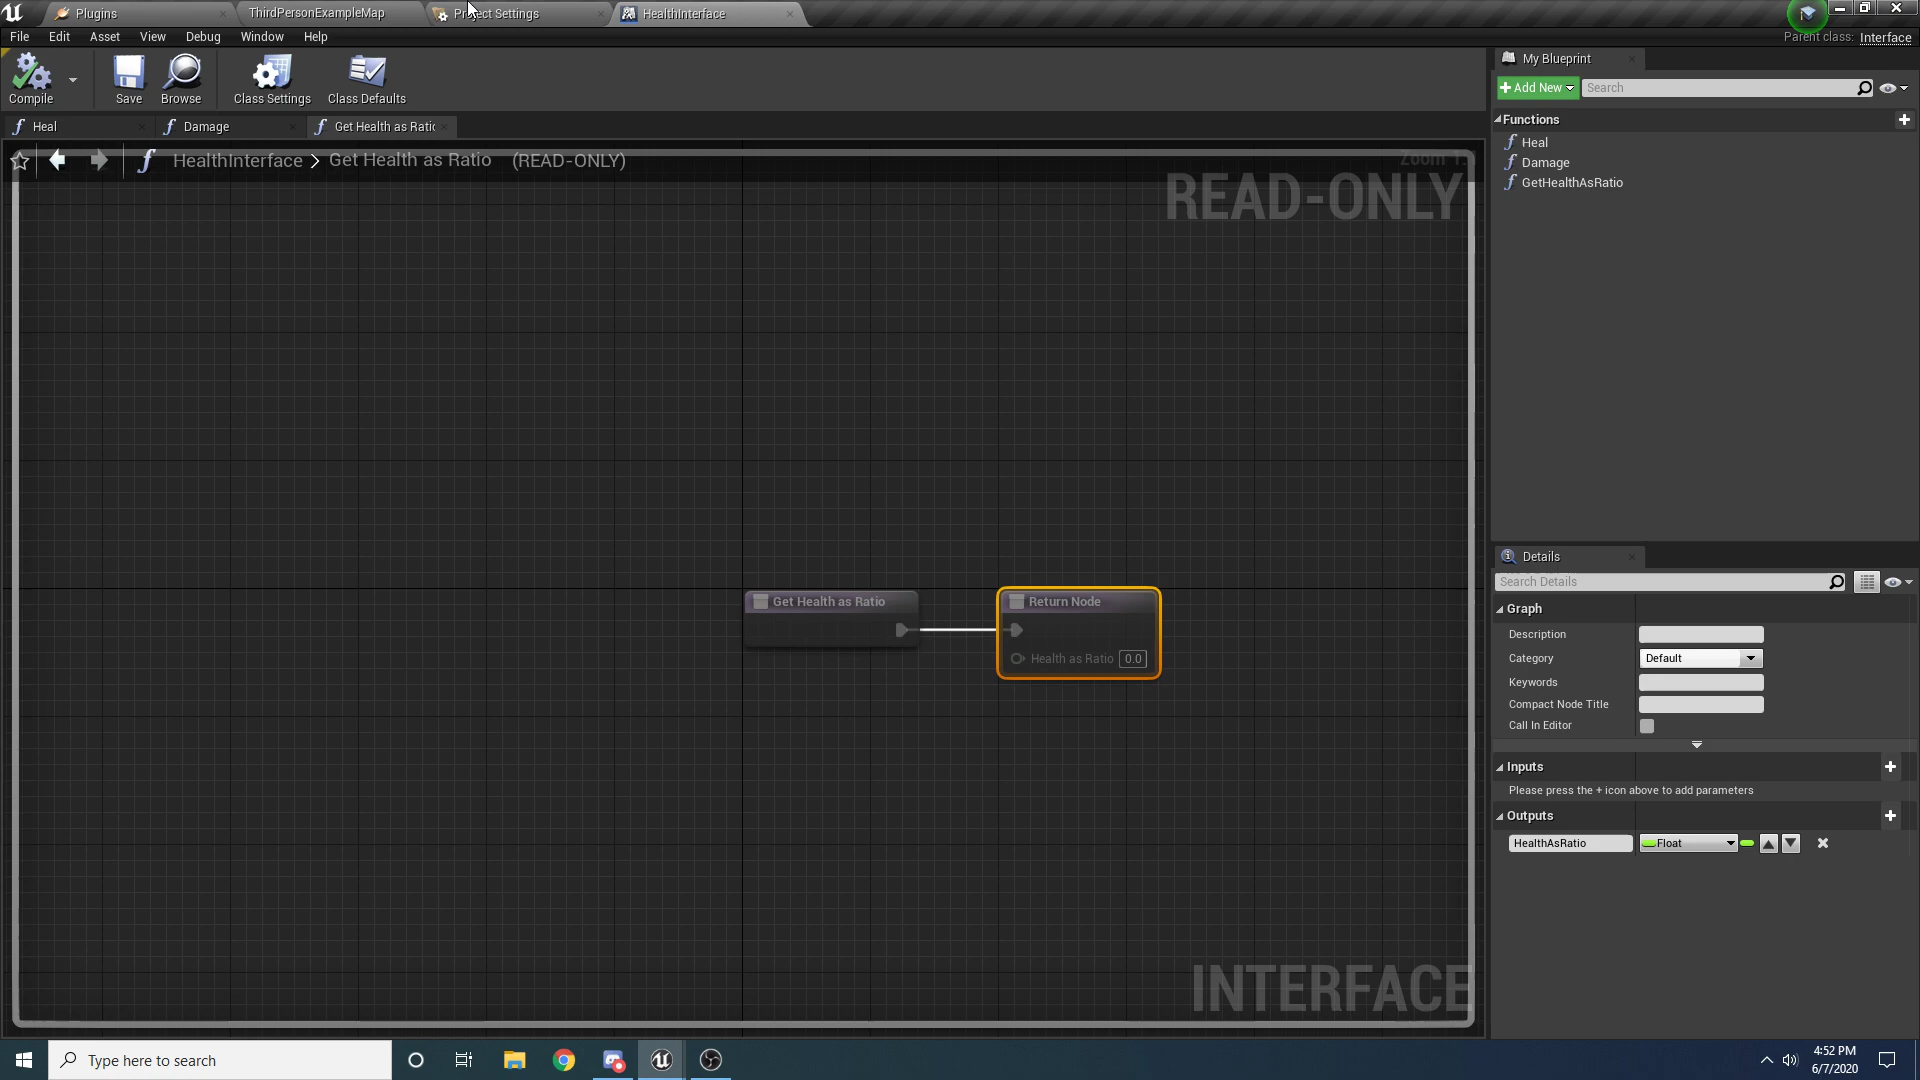 Plugins
ThirdPersonExampleMap
Project Settings
HealthInterface
File
Edit
Asset
View
Debug
Window
Help
Parent class: Interface
Compile
Save
Browse
Class Settings
Class Defaults
Heal
Damage
Get Health as Ratic
HealthInterface > Get Health as Ratio (READ-ONLY)
READ-ONLY
Get Health as Ratio
Return Node
Health as Ratio 0.0
INTERFACE
My Blueprint
+ Add New
Search
Functions
Heal
Damage
GetHealthAsRatio
Details
Search Details
Graph
Description
Category
Default
Keywords
Compact Node Title
Call In Editor
Inputs
Please press the + icon above to add parameters
Outputs
HealthAsRatio
Float
Type here to search
4:52 PM
6/7/2020